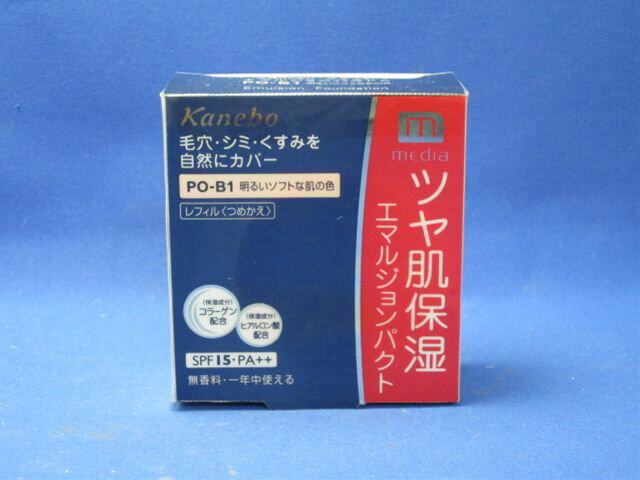 PO-B1
Emulsion Foundation
Kanebo
毛穴・シミ・くすみを
自然にカバー
PO-B1 明るいソフトな肌の色
レフィル〈つめかえ〉
(保湿成分)
コラーゲン
配合
(保湿成分)
ヒアルロン酸
配合
SPF15・PA++
無香料・一年中使える
m
media
ツヤ肌保湿
エマルジョンパクト